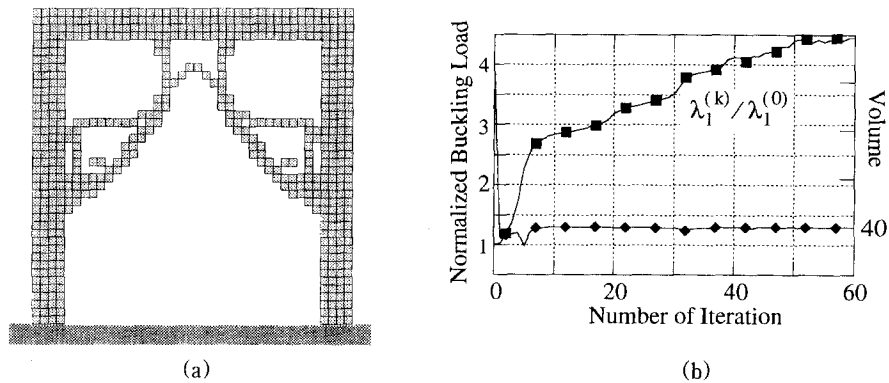 Normalized Buckling Load
4
3
2
1
λ₁⁽ᵏ⁾/λ₁⁽⁰⁾
Volume
40
0 20 40 60
Number of Iteration
(a)
(b)